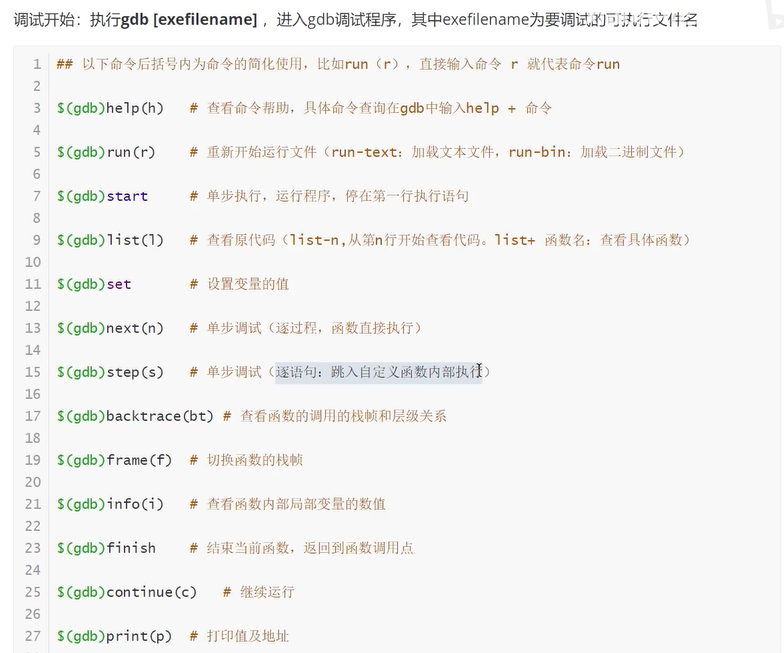 调试开始：执行gdb [exefilename] ，进入gdb调试程序，其中exefilename为要调试的可执行文件名
1 ## 以下命令后括号内为命令的简化使用，比如run（r），直接输入命令 r 就代表命令run
2
3 $(gdb)help(h) # 查看命令帮助，具体命令查询在gdb中输入help + 命令
4
5 $(gdb)run(r) # 重新开始运行文件（run-text：加载文本文件，run-bin：加载二进制文件）
6
7 $(gdb)start # 单步执行，运行程序，停在第一行执行语句
8
9 $(gdb)list(l) # 查看原代码（list-n,从第n行开始查看代码。list+ 函数名：查看具体函数）
10
11 $(gdb)set # 设置变量的值
12
13 $(gdb)next(n) # 单步调试（逐过程，函数直接执行）
14
15 $(gdb)step(s) # 单步调试（逐语句：跳入自定义函数内部执行）
16
17 $(gdb)backtrace(bt) # 查看函数的调用的栈帧和层级关系
18
19 $(gdb)frame(f) # 切换函数的栈帧
20
21 $(gdb)info(i) # 查看函数内部局部变量的数值
22
23 $(gdb)finish # 结束当前函数，返回到函数调用点
24
25 $(gdb)continue(c) # 继续运行
26
27 $(gdb)print(p) # 打印值及地址